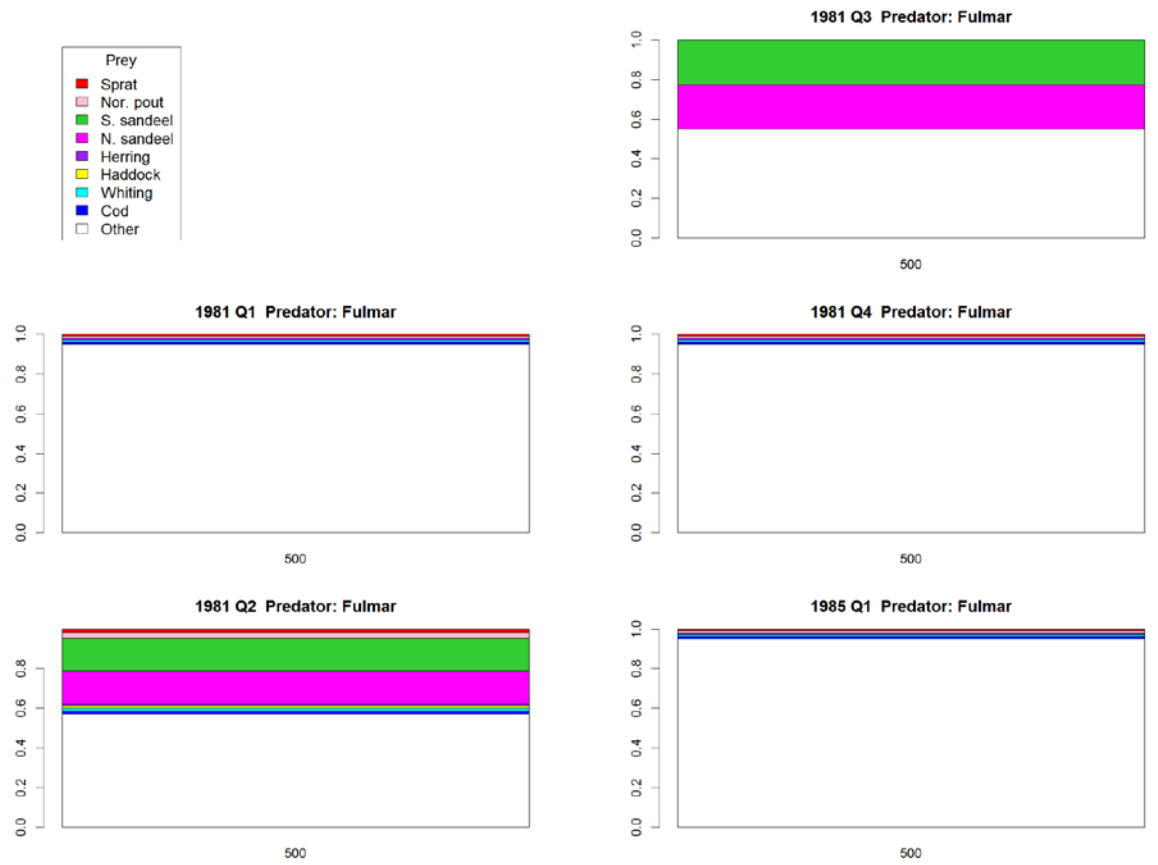 Prey
Sprat
Nor. pout
S. sandeel
N. sandeel
Herring
Haddock
Whiting
Cod
Other
1981 Q3 Predator: Fulmar
1.0
0.8
0.6
0.4
0.2
0.0
500
1981 Q1 Predator: Fulmar
1.0
0.8
0.6
0.4
0.2
0.0
500
1981 Q4 Predator: Fulmar
1.0
0.8
0.6
0.4
0.2
0.0
500
1981 Q2 Predator: Fulmar
0.8
0.6
0.4
0.2
0.0
500
1985 Q1 Predator: Fulmar
1.0
0.8
0.6
0.4
0.2
0.0
500